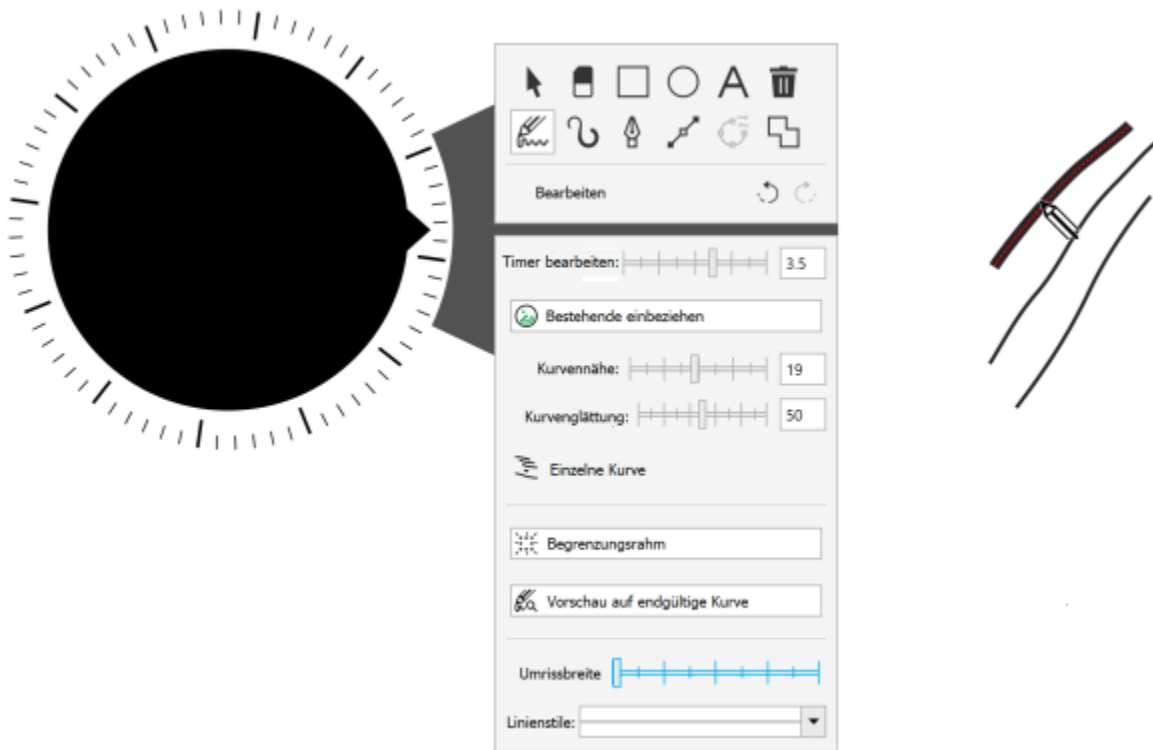 A
Bearbeiten
Timer bearbeiten: 3.5
Bestehende einbeziehen
Kurvennähe: 19
Kurvenglättung: 50
Einzelne Kurve
Begrenzungsrahm
Vorschau auf endgültige Kurve
Umrissbreite
Linienstile: